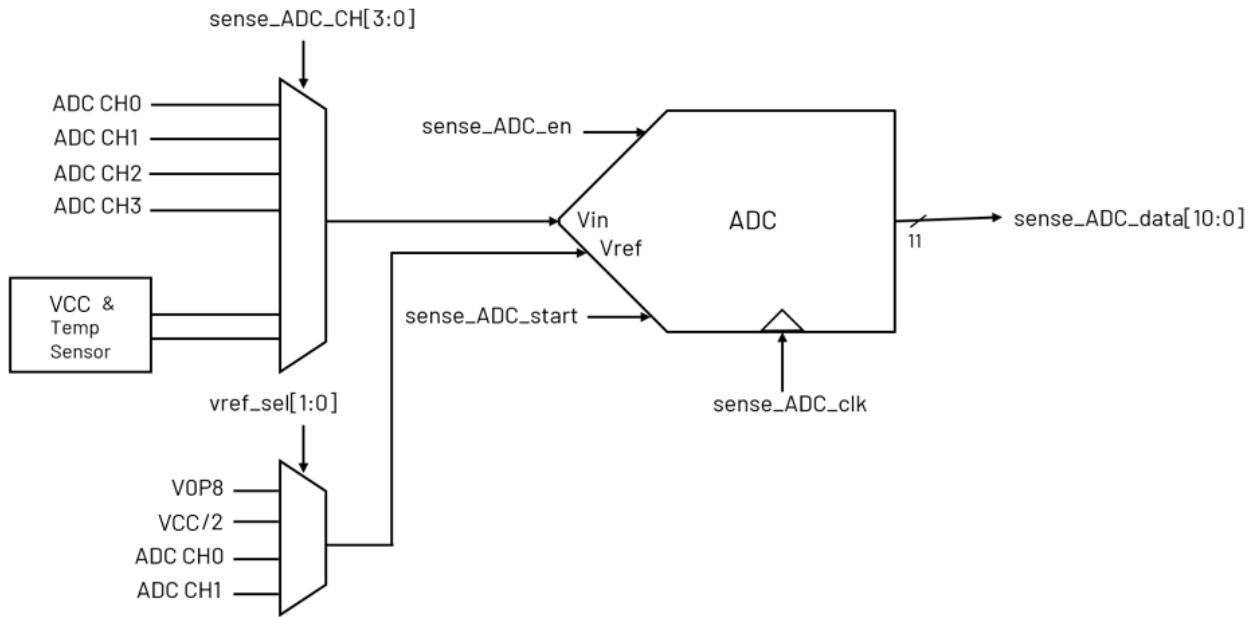 sense_ADC_CH[3:0]
ADC CH0
ADC CH1
ADC CH2
ADC CH3
VCC &
Temp
Sensor
sense_ADC_en
Vin
Vref
ADC
11
sense_ADC_data[10:0]
sense_ADC_start
sense_ADC_clk
vref_sel[1:0]
V0P8
VCC/2
ADC CH0
ADC CH1